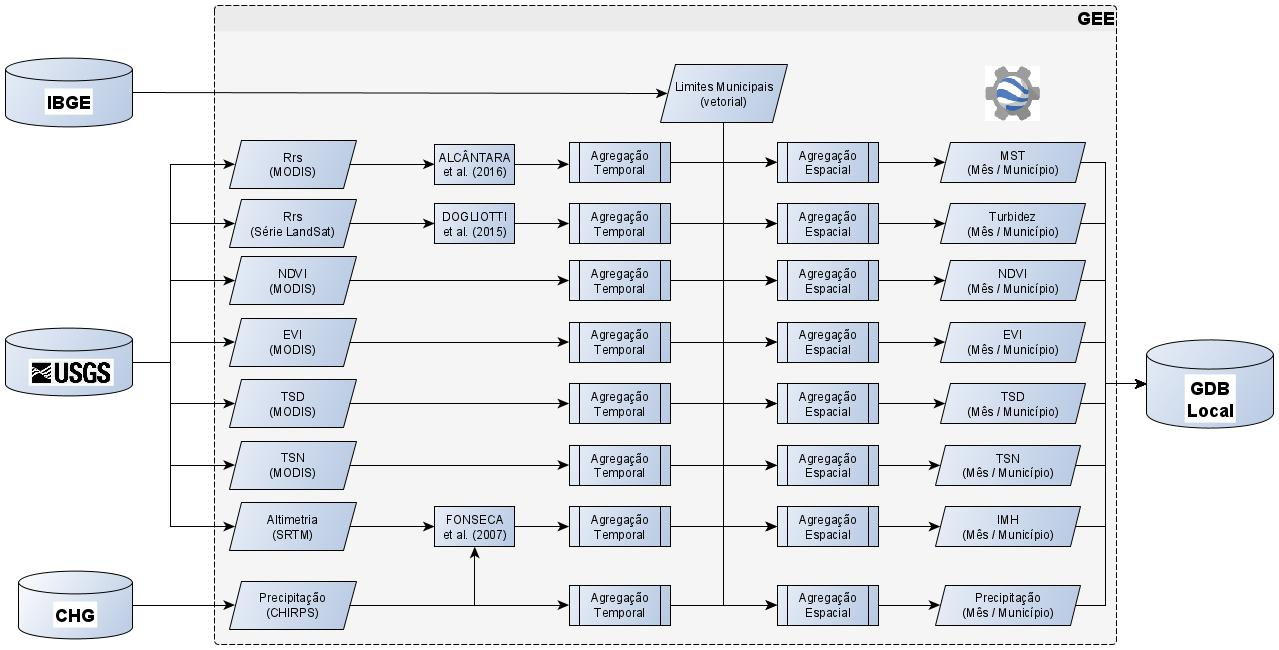 GEE
IBGE
Limites Municipais
(vetorial)
Rrs
(MODIS)
ALCÂNTARA
et al. (2016)
Agregação
Temporal
Agregação
Espacial
MST
(Mês / Município)
Rrs
(Série LandSat)
DOGLIOTTI
et al. (2015)
Agregação
Temporal
Agregação
Espacial
Turbidez
(Mês / Município)
NDVI
(MODIS)
Agregação
Temporal
Agregação
Espacial
NDVI
(Mês / Município)
EVI
(MODIS)
Agregação
Temporal
Agregação
Espacial
EVI
(Mês / Município)
USGS
TSD
(MODIS)
Agregação
Temporal
Agregação
Espacial
TSD
(Mês / Município)
GDB
Local
TSN
(MODIS)
Agregação
Temporal
Agregação
Espacial
TSN
(Mês / Município)
Altimetria
(SRTM)
FONSECA
et al. (2007)
Agregação
Temporal
Agregação
Espacial
IMH
(Mês / Município)
CHG
Precipitação
(CHIRPS)
Agregação
Temporal
Agregação
Espacial
Precipitação
(Mês / Município)